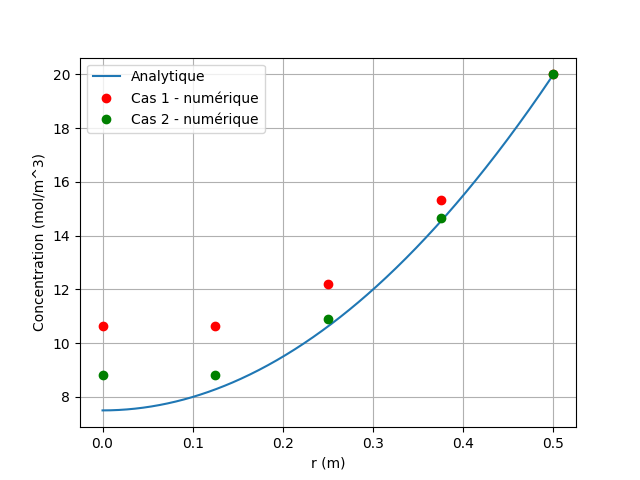 Analytique
Cas 1 - numérique
Cas 2 - numérique
Concentration (mol/m^3)
20
18
16
14
12
10
8
0.0 0.1 0.2 0.3 0.4 0.5
r (m)